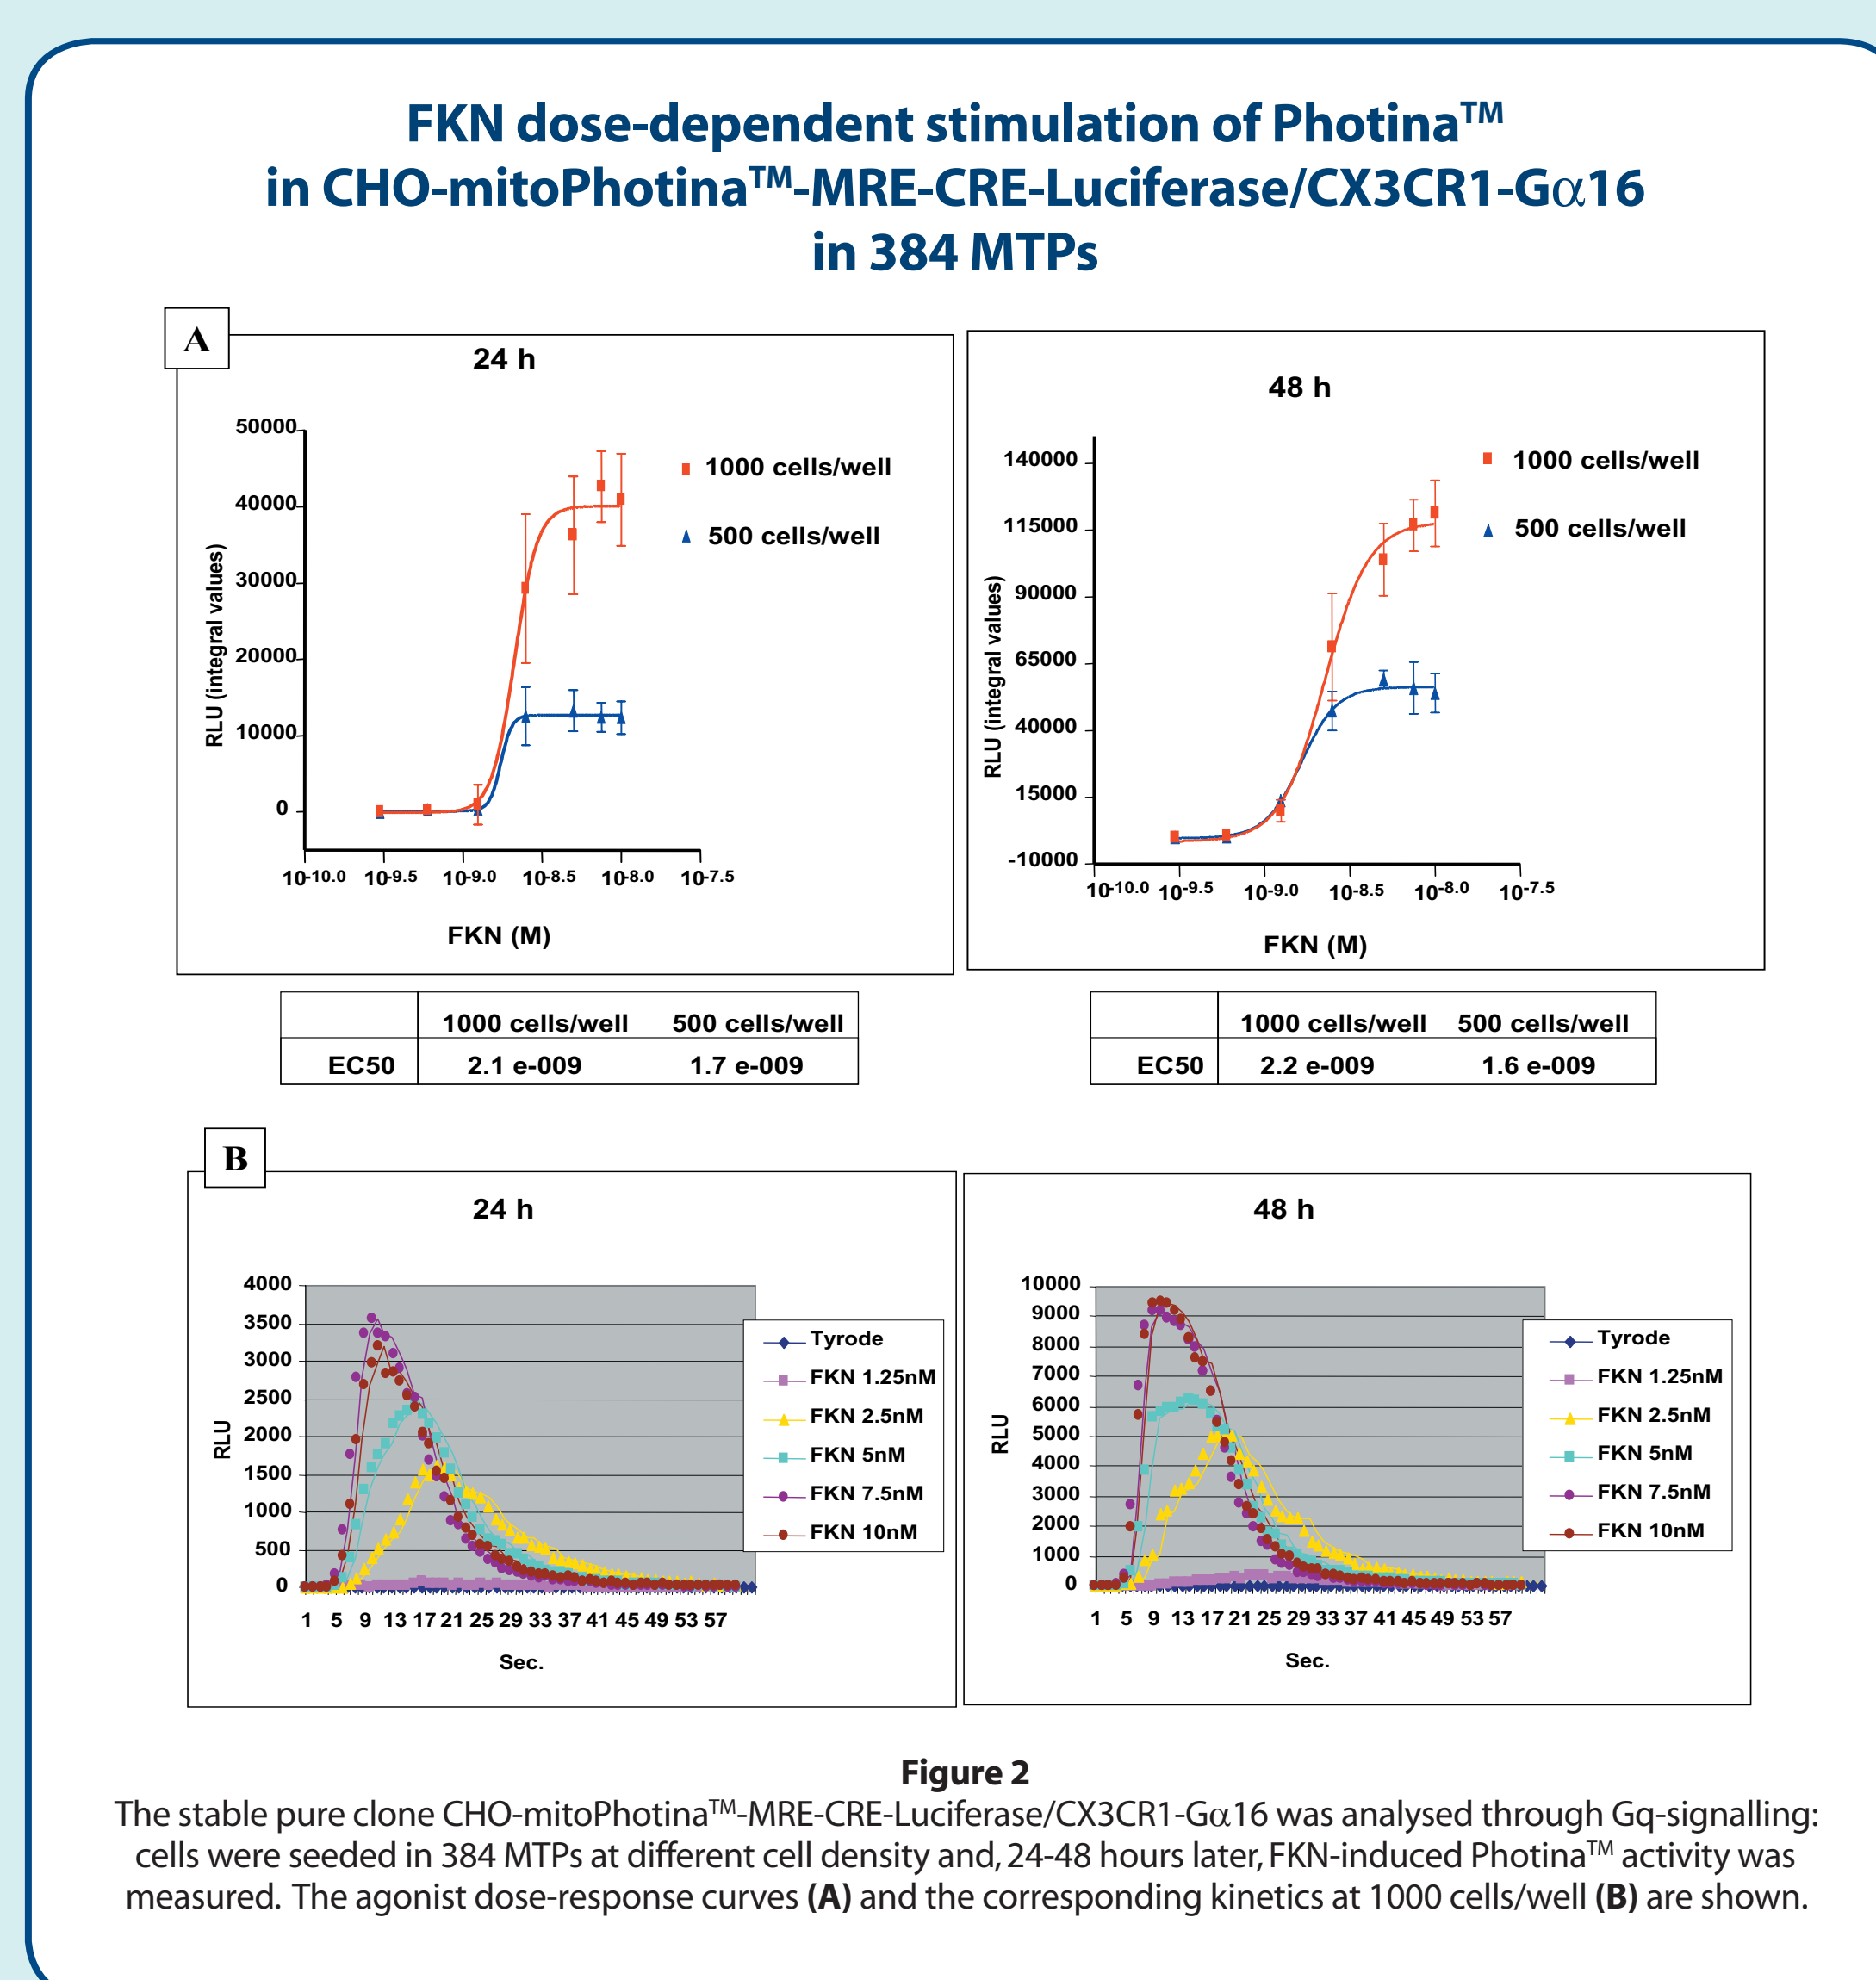 FKN dose-dependent stimulation of Photina™
in CHO-mitoPhotina™-MRE-CRE-Luciferase/CX3CR1-Gα16
in 384 MTPs
A
24 h
50000
40000
30000
20000
10000
0
RLU (integral values)
1000 cells/well
500 cells/well
10-10.0 10-9.5 10-9.0 10-8.5 10-8.0 10-7.5
FKN (M)
48 h
140000
115000
90000
65000
40000
15000
-10000
RLU (integral values)
1000 cells/well
500 cells/well
10-10.0 10-9.5 10-9.0 10-8.5 10-8.0 10-7.5
FKN (M)
1000 cells/well 500 cells/well
EC50 2.1 e-009 1.7 e-009
1000 cells/well 500 cells/well
EC50 2.2 e-009 1.6 e-009
B
24 h
4000
3500
3000
2500
2000
1500
1000
500
0
RLU
1 5 9 13 17 21 25 29 33 37 41 45 49 53 57
Sec.
Tyrode
FKN 1.25nM
FKN 2.5nM
FKN 5nM
FKN 7.5nM
FKN 10nM
48 h
10000
9000
8000
7000
6000
5000
4000
3000
2000
1000
0
RLU
1 5 9 13 17 21 25 29 33 37 41 45 49 53 57
Sec.
Tyrode
FKN 1.25nM
FKN 2.5nM
FKN 5nM
FKN 7.5nM
FKN 10nM
Figure 2
The stable pure clone CHO-mitoPhotina™-MRE-CRE-Luciferase/CX3CR1-Gα16 was analysed through Gq-signalling:
cells were seeded in 384 MTPs at different cell density and, 24-48 hours later, FKN-induced Photina™ activity was
measured. The agonist dose-response curves (A) and the corresponding kinetics at 1000 cells/well (B) are shown.